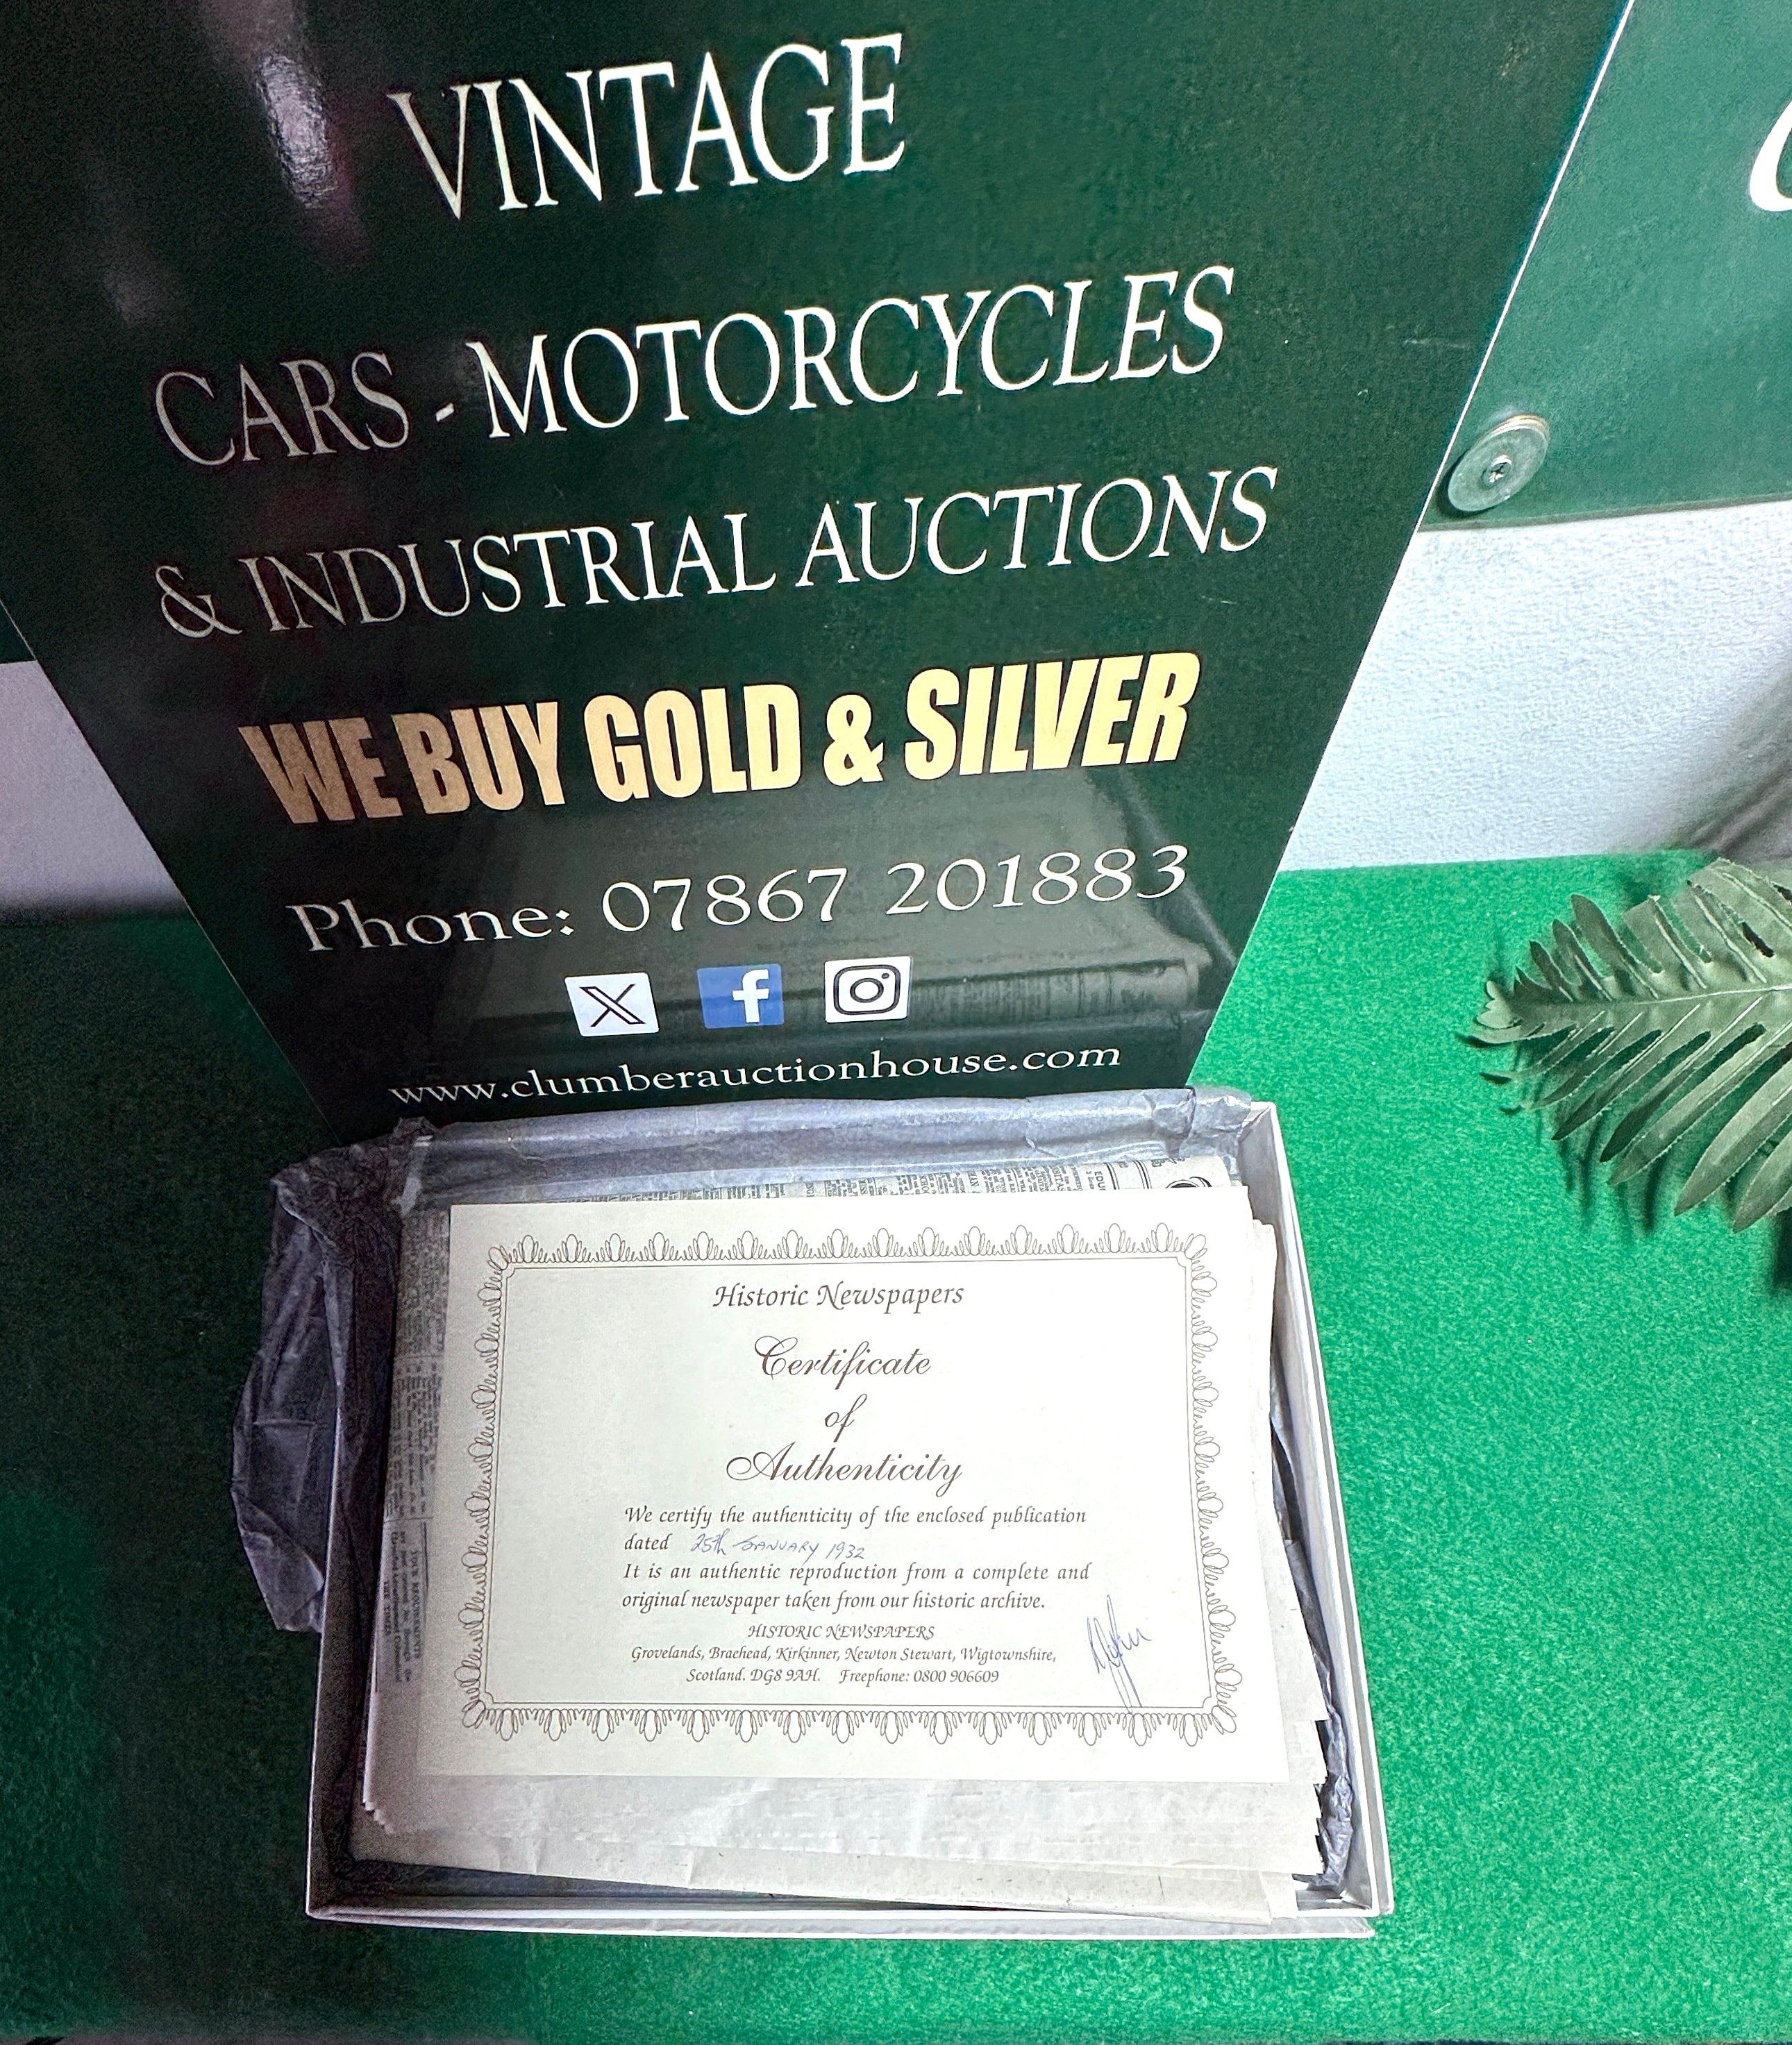 VINTAGE
CARS - MOTORCYCLES
& INDUSTRIAL AUCTIONS
WE BUY GOLD & SILVER
Phone: 07867 201883
www.clumberauctionhouse.com
Historic Newspapers
Certificate
of
Authenticity
We certify the authenticity of the enclosed publication
dated 25th JANUARY 1932
It is an authentic reproduction from a complete and
original newspaper taken from our historic archive.
HISTORIC NEWSPAPERS
Grovelands, Braehead, Kirkinner, Newton Stewart, Wigtownshire,
Scotland. DG8 9AH. Freephone: 0800 906609
THE TIMES